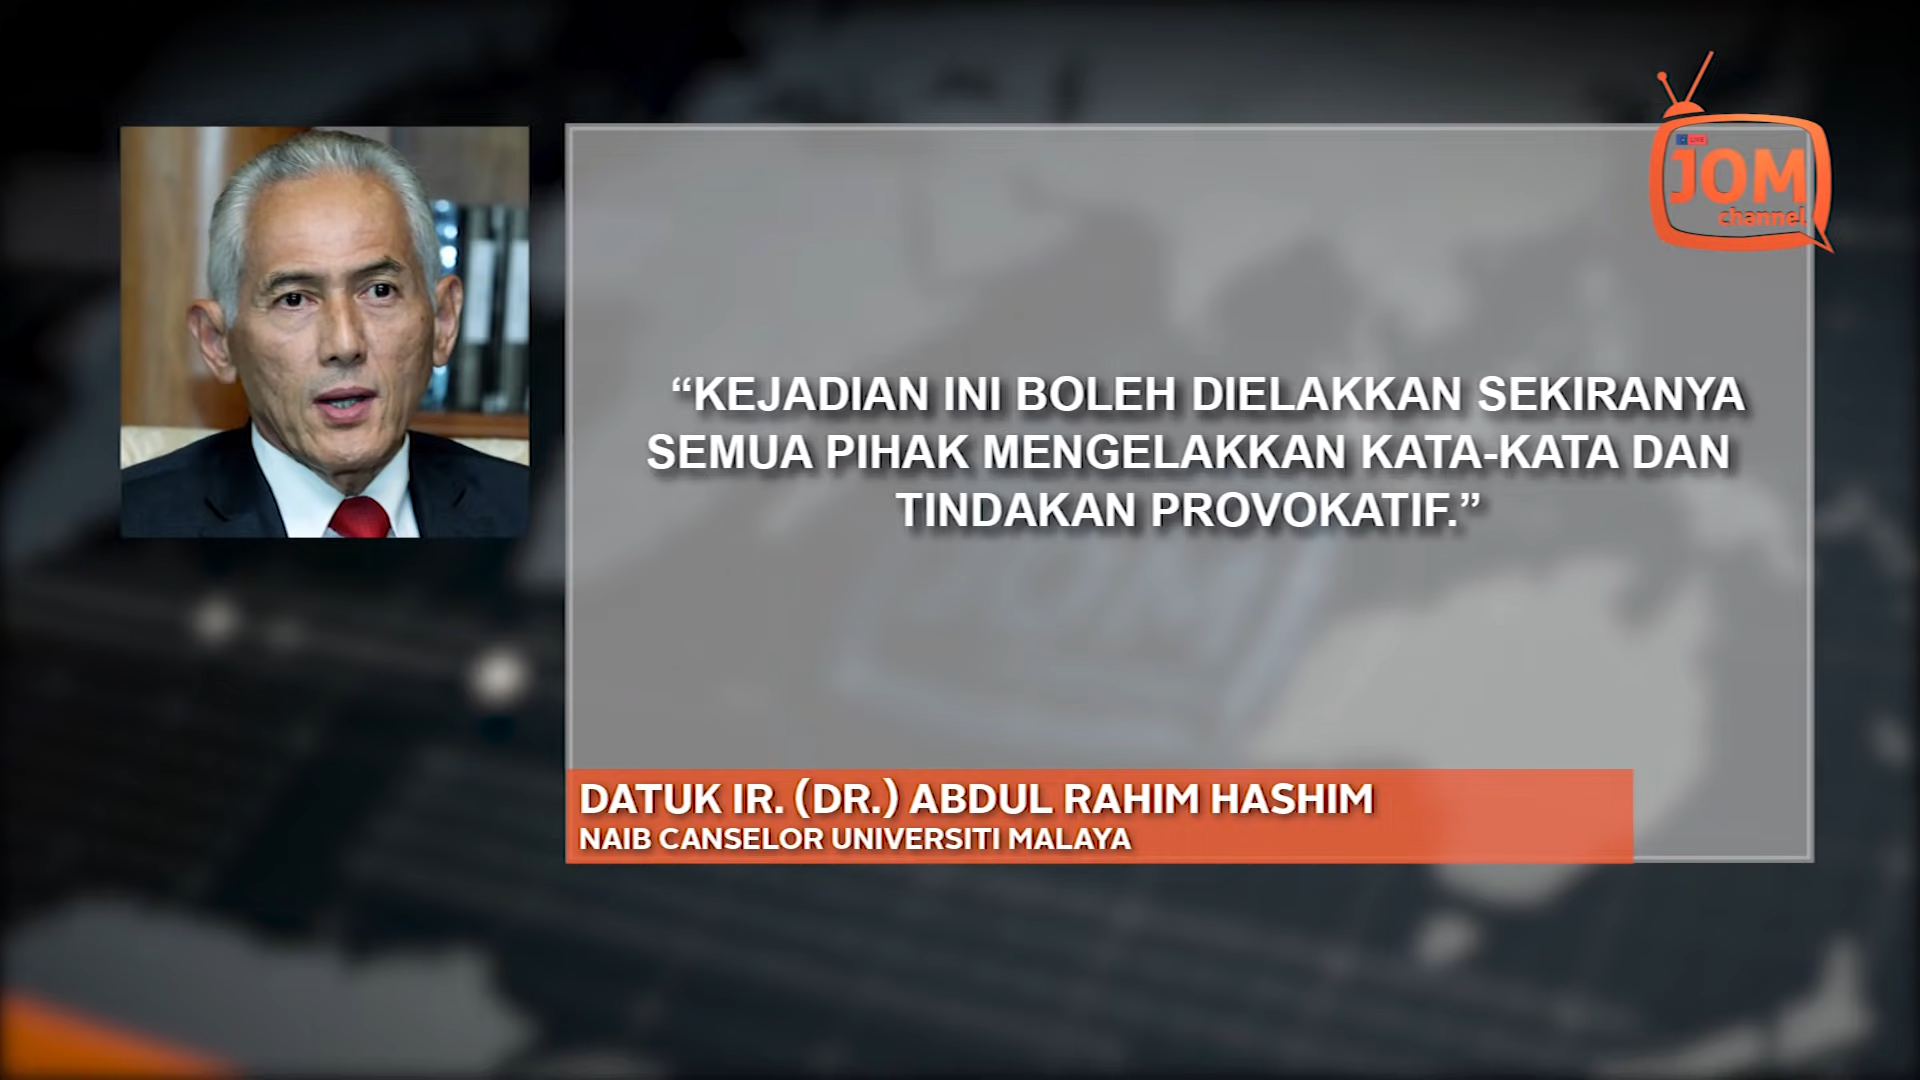 LIVE
JOM
channel
“KEJADIAN INI BOLEH DIELAKKAN SEKIRANYA
SEMUA PIHAK MENGELAKKAN KATA-KATA DAN
TINDAKAN PROVOKATIF.”
DATUK IR. (DR.) ABDUL RAHIM HASHIM
NAIB CANSELOR UNIVERSITI MALAYA